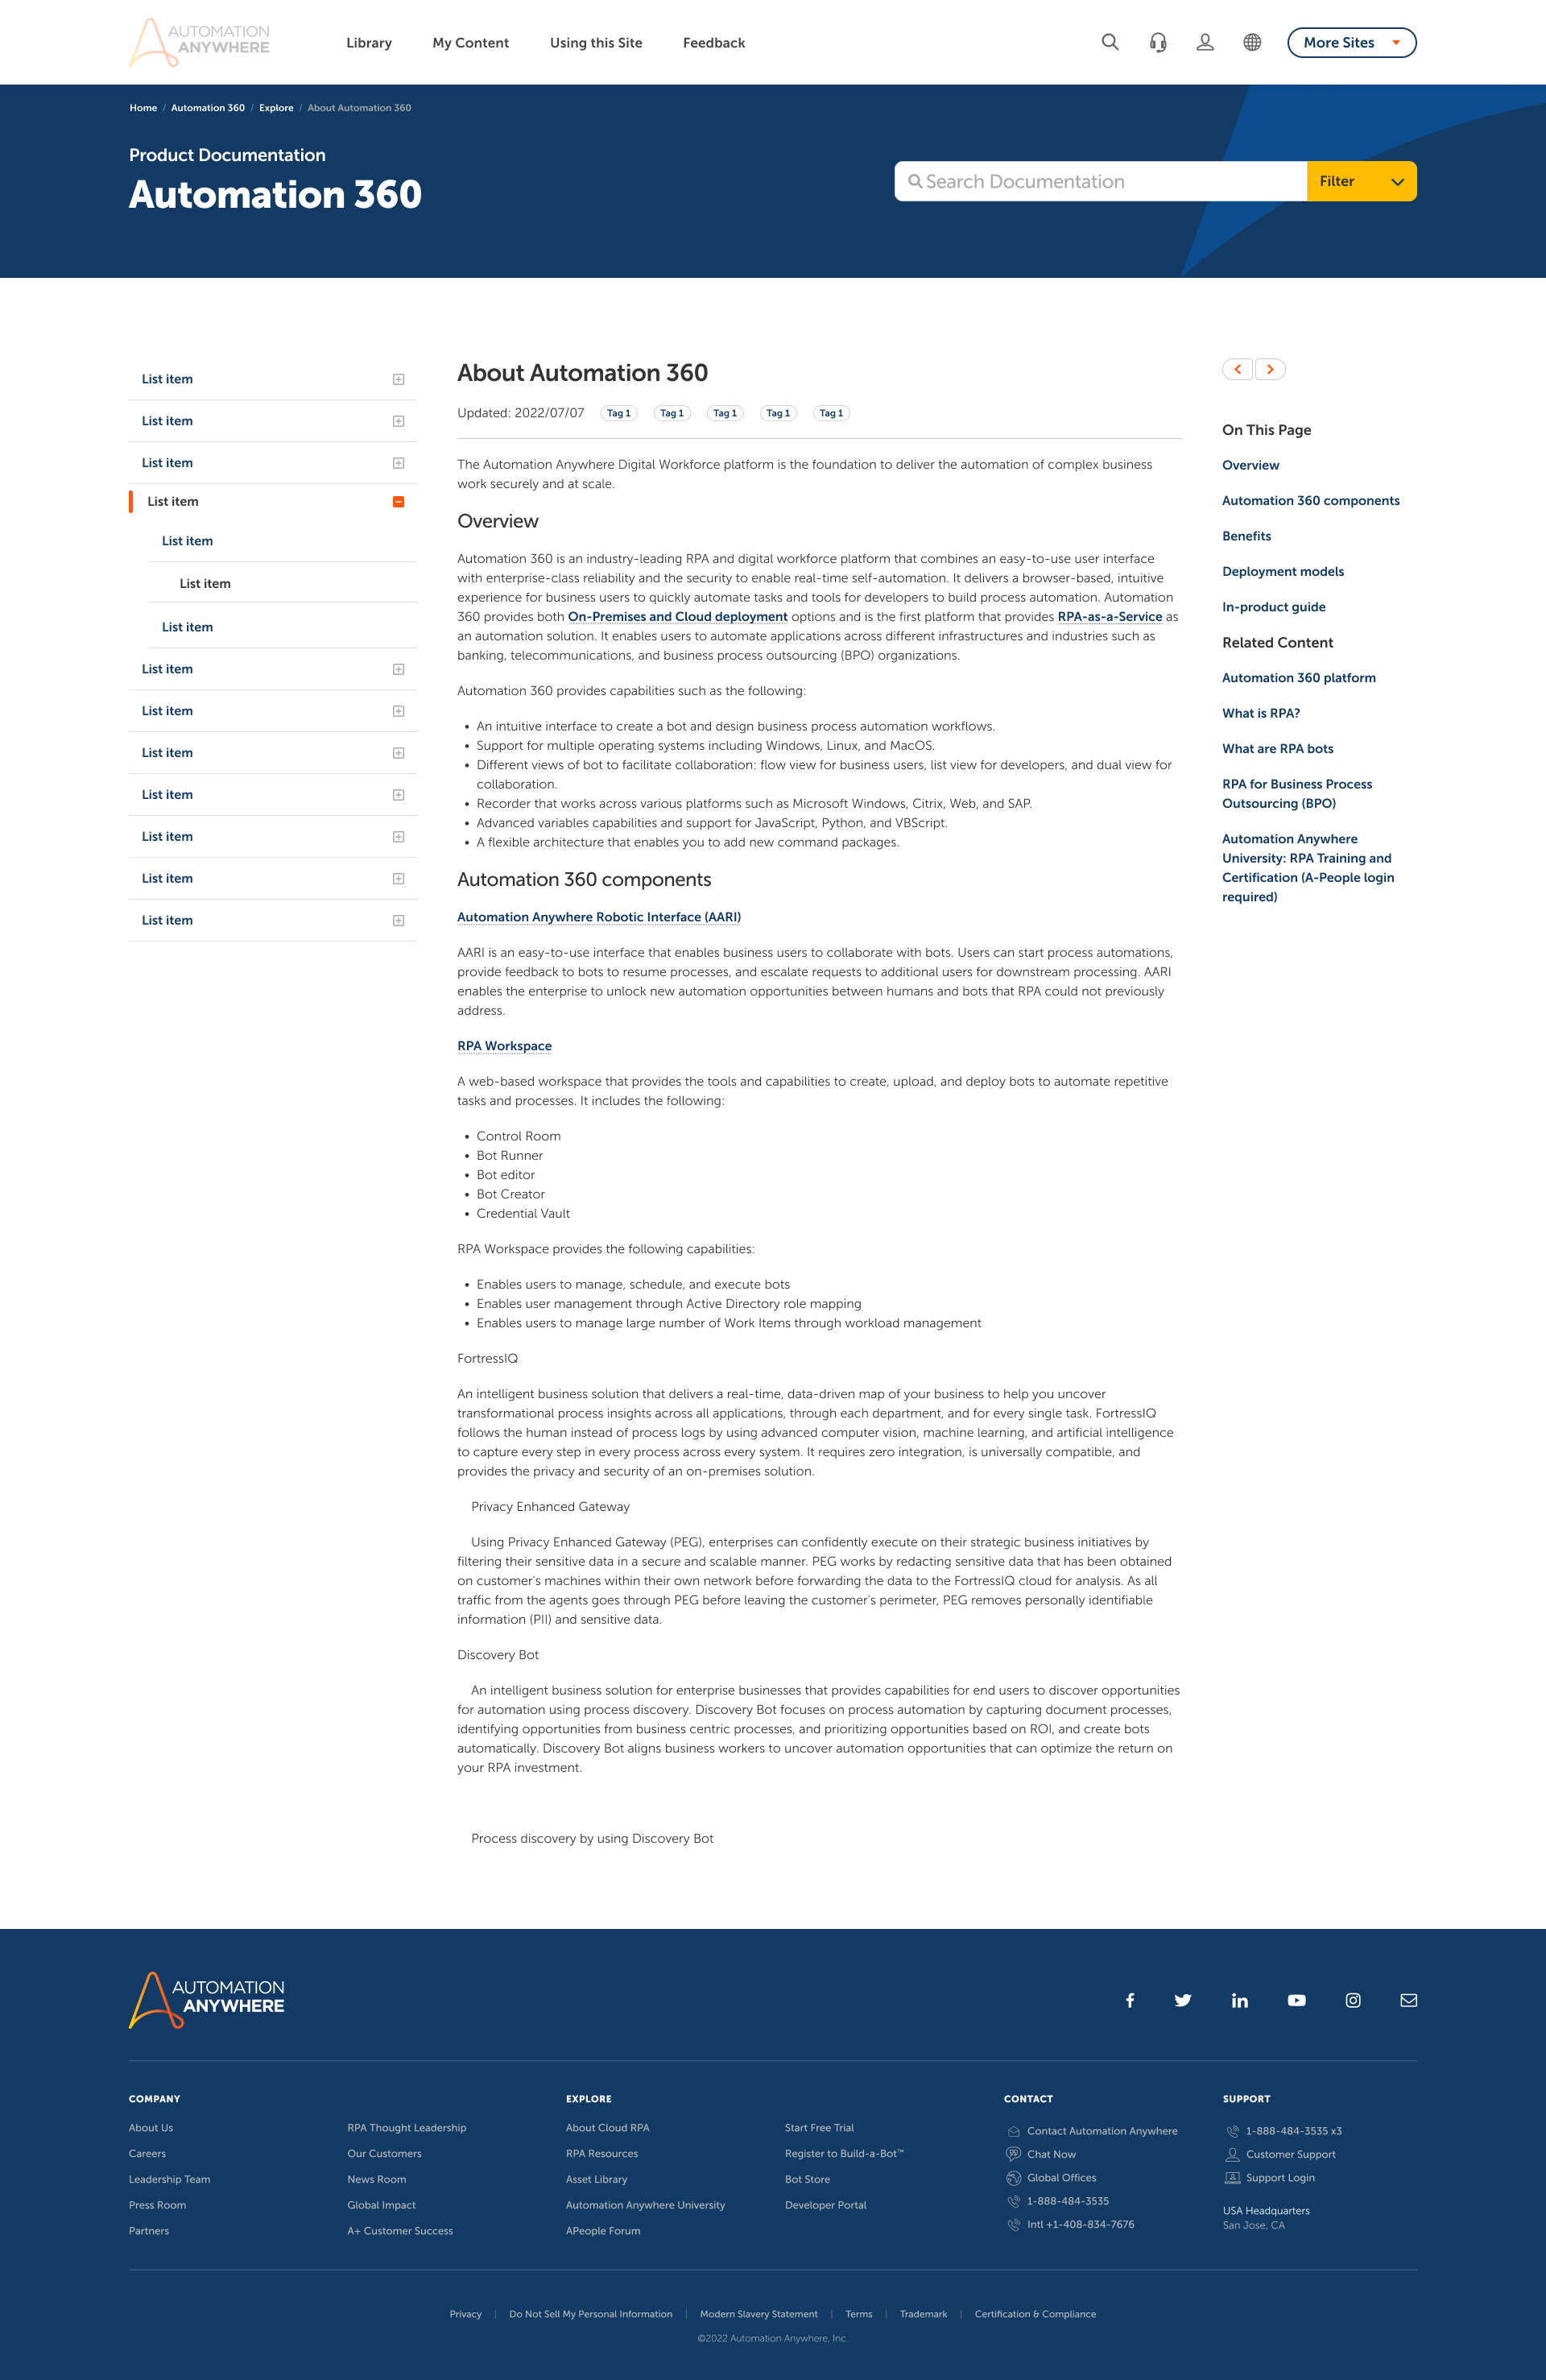 AUTOMATION
ANYWHERE
Library
My Content
Using this Site
Feedback
More Sites
Home / Automation 360 / Explore / About Automation 360
Product Documentation
Automation 360
Search Documentation
Filter
List item
List item
List item
List item
List item
List item
List item
List item
List item
List item
List item
List item
List item
List item
About Automation 360
Updated: 2022/07/07
Tag 1
Tag 1
Tag 1
Tag 1
Tag 1
The Automation Anywhere Digital Workforce platform is the foundation to deliver the automation of complex business
work securely and at scale.
Overview
Automation 360 is an industry-leading RPA and digital workforce platform that combines an easy-to-use user interface
with enterprise-class reliability and the security to enable real-time self-automation. It delivers a browser-based, intuitive
experience for business users to quickly automate tasks and tools for developers to build process automation. Automation
360 provides both On-Premises and Cloud deployment options and is the first platform that provides RPA-as-a-Service as
an automation solution. It enables users to automate applications across different infrastructures and industries such as
banking, telecommunications, and business process outsourcing (BPO) organizations.
Automation 360 provides capabilities such as the following:
• An intuitive interface to create a bot and design business process automation workflows.
• Support for multiple operating systems including Windows, Linux, and MacOS.
• Different views of bot to facilitate collaboration: flow view for business users, list view for developers, and dual view for
collaboration.
• Recorder that works across various platforms such as Microsoft Windows, Citrix, Web, and SAP.
• Advanced variables capabilities and support for JavaScript, Python, and VBScript.
• A flexible architecture that enables you to add new command packages.
Automation 360 components
Automation Anywhere Robotic Interface (AARI)
AARI is an easy-to-use interface that enables business users to collaborate with bots. Users can start process automations,
provide feedback to bots to resume processes, and escalate requests to additional users for downstream processing. AARI
enables the enterprise to unlock new automation opportunities between humans and bots that RPA could not previously
address.
RPA Workspace
A web-based workspace that provides the tools and capabilities to create, upload, and deploy bots to automate repetitive
tasks and processes. It includes the following:
• Control Room
• Bot Runner
• Bot editor
• Bot Creator
• Credential Vault
RPA Workspace provides the following capabilities:
• Enables users to manage, schedule, and execute bots
• Enables user management through Active Directory role mapping
• Enables users to manage large number of Work Items through workload management
FortressIQ
An intelligent business solution that delivers a real-time, data-driven map of your business to help you uncover
transformational process insights across all applications, through each department, and for every single task. FortressIQ
follows the human instead of process logs by using advanced computer vision, machine learning, and artificial intelligence
to capture every step in every process across every system. It requires zero integration, is universally compatible, and
provides the privacy and security of an on-premises solution.
Privacy Enhanced Gateway
Using Privacy Enhanced Gateway (PEG), enterprises can confidently execute on their strategic business initiatives by
filtering their sensitive data in a secure and scalable manner. PEG works by redacting sensitive data that has been obtained
on customer's machines within their own network before forwarding the data to the FortressIQ cloud for analysis. As all
traffic from the agents goes through PEG before leaving the customer's perimeter, PEG removes personally identifiable
information (PII) and sensitive data.
Discovery Bot
An intelligent business solution for enterprise businesses that provides capabilities for end users to discover opportunities
for automation using process discovery. Discovery Bot focuses on process automation by capturing document processes,
identifying opportunities from business centric processes, and prioritizing opportunities based on ROI, and create bots
automatically. Discovery Bot aligns business workers to uncover automation opportunities that can optimize the return on
your RPA investment.
Process discovery by using Discovery Bot
On This Page
Overview
Automation 360 components
Benefits
Deployment models
In-product guide
Related Content
Automation 360 platform
What is RPA?
What are RPA bots
RPA for Business Process
Outsourcing (BPO)
Automation Anywhere
University: RPA Training and
Certification (A-People login
required)
AUTOMATION
ANYWHERE
COMPANY
About Us
Careers
Leadership Team
Press Room
Partners
RPA Thought Leadership
Our Customers
News Room
Global Impact
A+ Customer Success
EXPLORE
About Cloud RPA
RPA Resources
Asset Library
Automation Anywhere University
APeople Forum
Start Free Trial
Register to Build-a-Bot™
Bot Store
Developer Portal
CONTACT
Contact Automation Anywhere
Chat Now
Global Offices
1-888-484-3535
Intl +1-408-834-7676
SUPPORT
1-888-484-3535 x3
Customer Support
Support Login
USA Headquarters
San Jose, CA
Privacy | Do Not Sell My Personal Information | Modern Slavery Statement | Terms | Trademark | Certification & Compliance
©2022 Automation Anywhere, Inc.